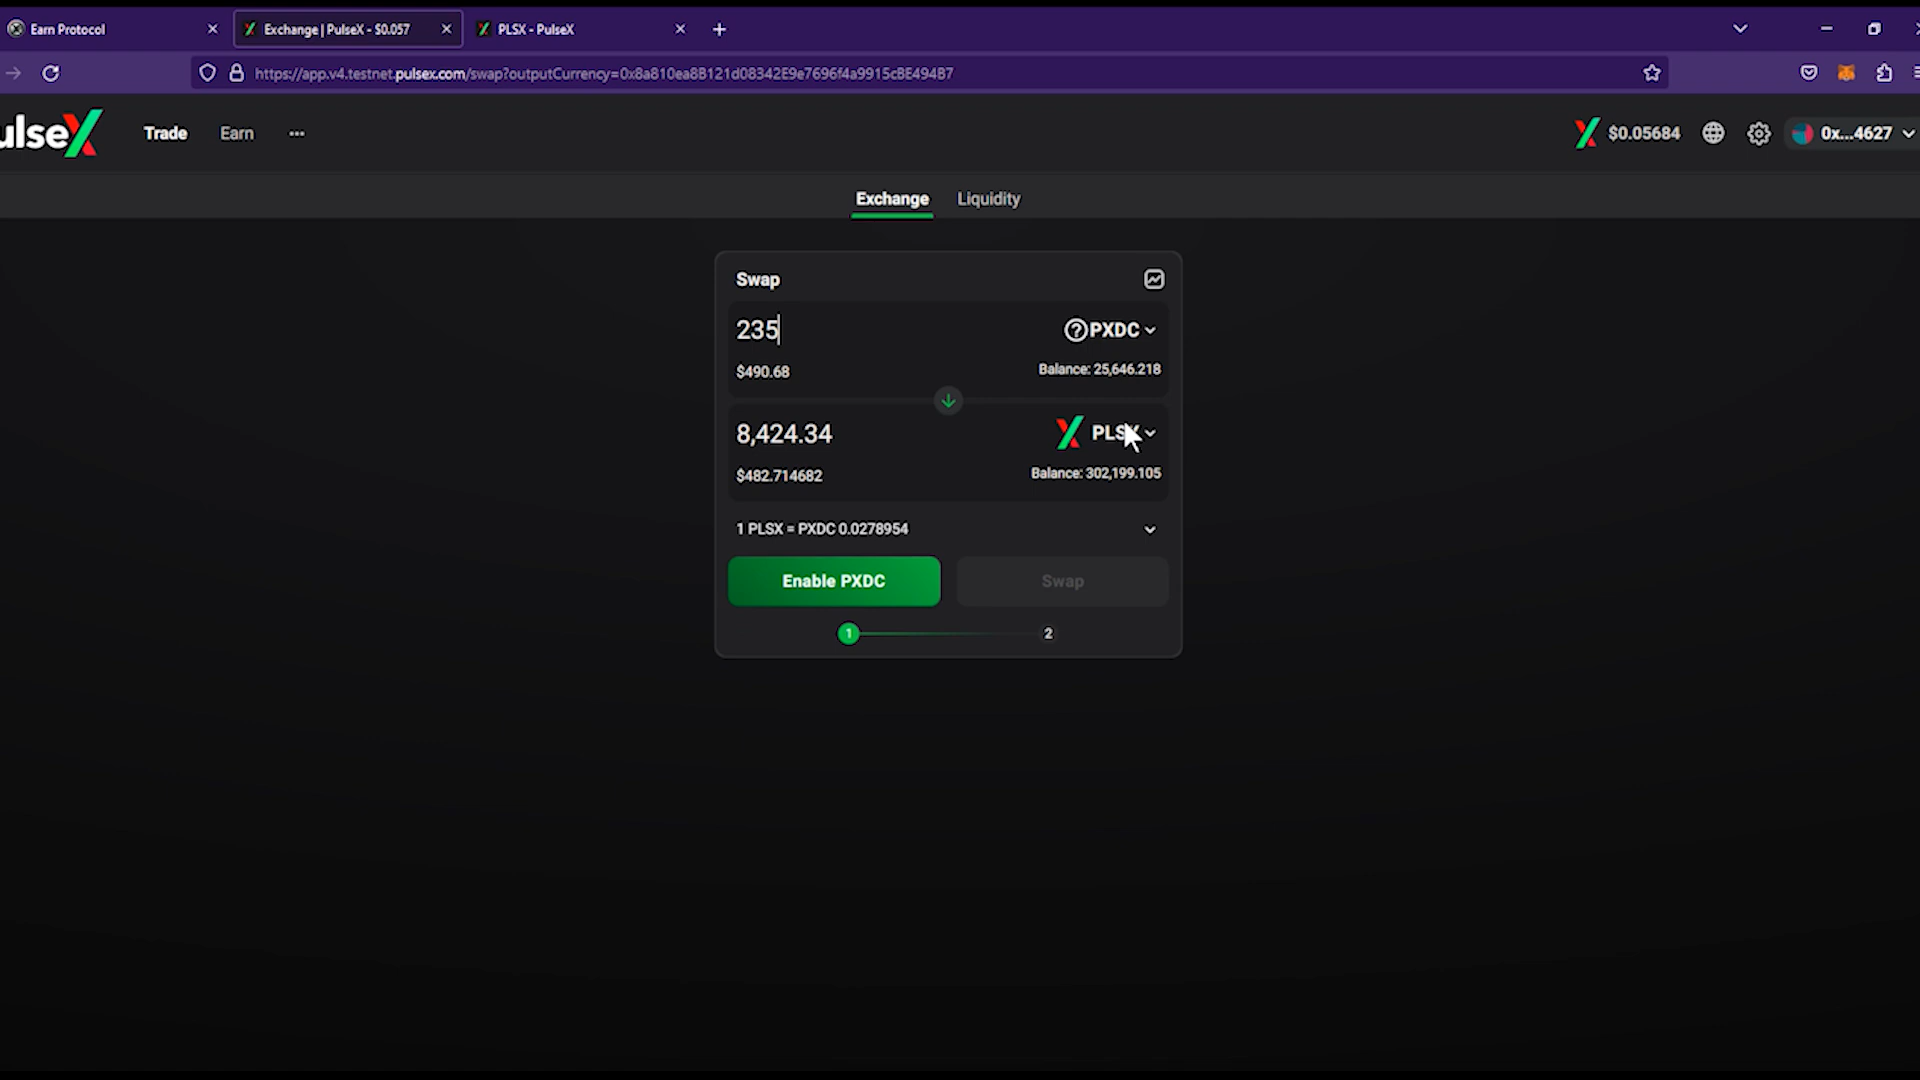 Earn Protocol
Exchange | PulseX - $0.057
PLSX - PulseX
https://app.v4.testnet.pulsex.com/swap?outputCurrency=0x8a810ea8B121d08342E9e7696f4a9915cBE494B7
ulseX
Trade
Earn
$0.05684
0x...4627
Exchange
Liquidity
Swap
235
PXDC
$490.68
Balance: 25,646.218
8,424.34
PLSX
$482.714682
Balance: 302,199.105
1 PLSX = PXDC 0.0278954
Enable PXDC
Swap
1
2